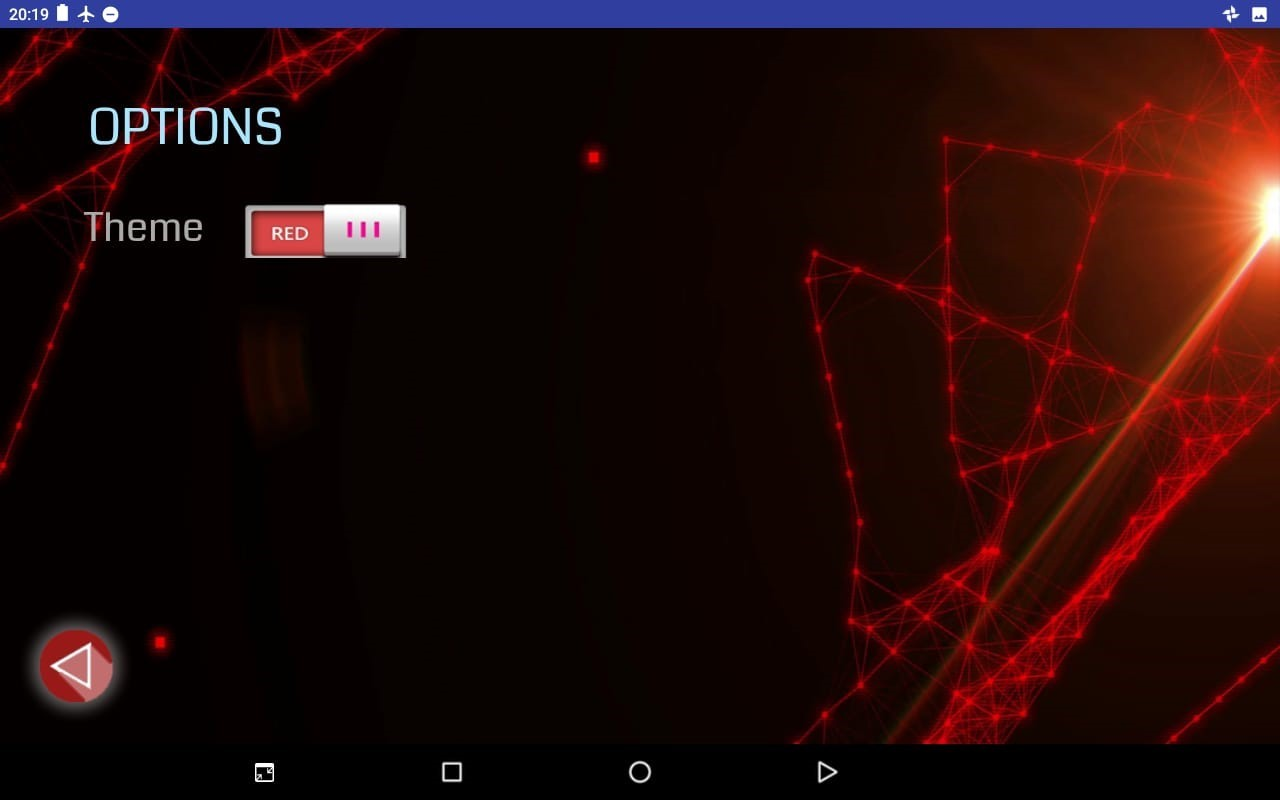 20:19
OPTIONS
Theme
RED